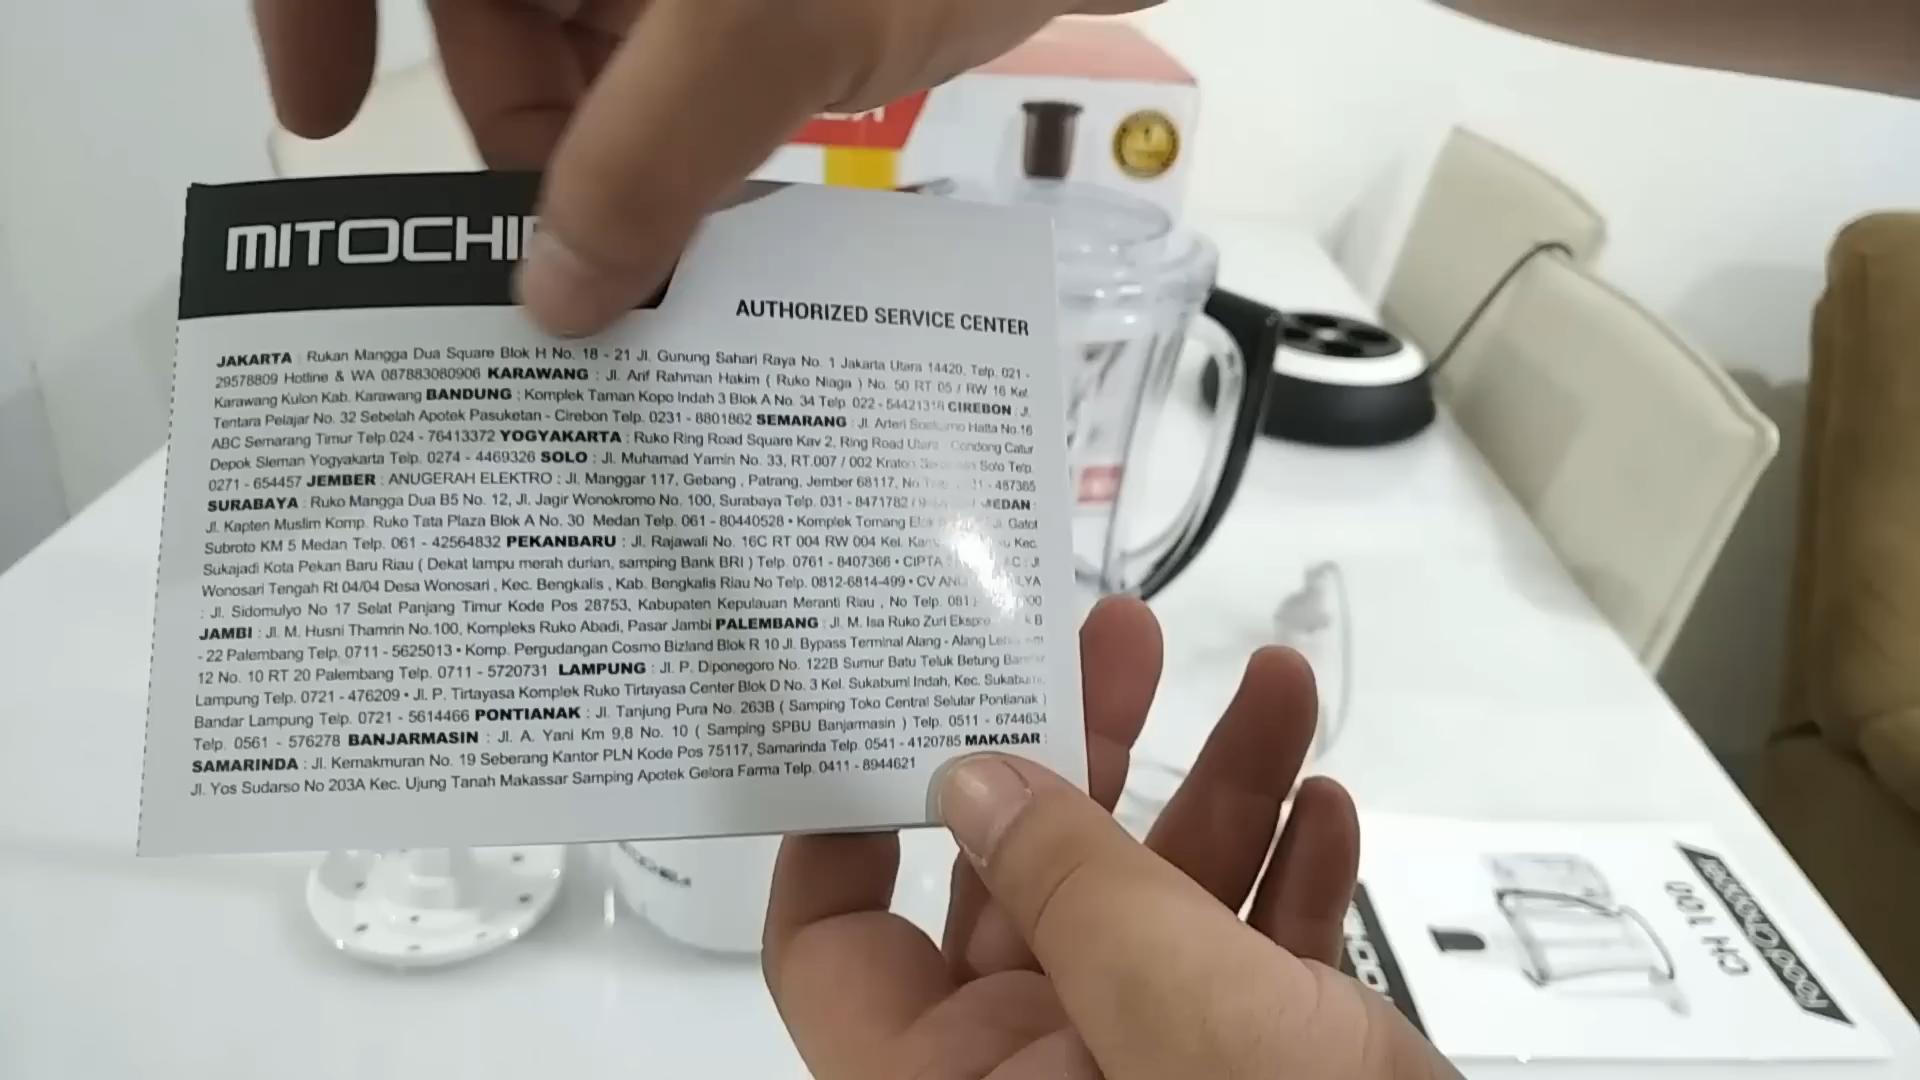 MITOCHI
AUTHORIZED SERVICE CENTER
JAKARTA : Rukan Mangga Dua Square Blok H No. 18 - 21 Jl. Gunung Sahari Raya No. 1 Jakarta Utara 14420. Telp. 021 -
29578809 Hotline & WA 087883080906 KARAWANG : Jl. Arif Rahman Hakim ( Ruko Niaga ) No. 50 RT 05 / RW 16 Kel.
Karawang Kulon Kab. Karawang BANDUNG : Komplek Taman Kopo Indah 3 Blok A No. 34 Telp. 022 - CIREBON : Jl.
Tentara Pelajar No. 32 Sebelah Apotek Pasuketan - Cirebon Telp. 0231 - 8801862 SEMARANG : Jl. Arteri Hatta No.16
ABC Semarang Timur Telp.024 - 76413372 YOGYAKARTA : Ruko Ring Road Square Kav 2, Ring Road Condong Catur
Depok Sleman Yogyakarta Telp. 0274 - 4469326 SOLO : Jl. Muhamad Yamin No. 33, RT.007 / 002 Solo Telp.
0271 - 654457 JEMBER : ANUGERAH ELEKTRO : Jl. Manggar 117, Gebang , Patrang, Jember 68117, No - 487365
SURABAYA : Ruko Mangga Dua B5 No. 12, Jl. Jagir Wonokromo No. 100, Surabaya Telp. 031 - 8471782 EDAN :
Jl. Kapten Muslim Komp. Ruko Tata Plaza Blok A No. 30 Medan Telp. 061 - 80440528 • Komplek Tomang Gatot
Subroto KM 5 Medan Telp. 061 - 42564832 PEKANBARU : Jl. Rajawali No. 16C RT 004 RW 004 Kel. Kec.
Sukajadi Kota Pekan Baru Riau ( Dekat lampu merah durian, samping Bank BRI ) Telp. 0761 - 8407366 • CIPTA
Wonosari Tengah Rt 04/04 Desa Wonosari , Kec. Bengkalis , Kab. Bengkalis Riau No Telp. 0812-6814-499 • CV
: Jl. Sidomulyo No 17 Selat Panjang Timur Kode Pos 28753, Kabupaten Kepulauan Meranti Riau , No Telp.
JAMBI : Jl. M. Husni Thamrin No.100, Kompleks Ruko Abadi, Pasar Jambi PALEMBANG : Jl. M. Isa Ruko Zuri B
- 22 Palembang Telp. 0711 - 5625013 • Komp. Pergudangan Cosmo Bizland Blok R 10 Jl. Bypass Terminal Alang - Alang
12 No. 10 RT 20 Palembang Telp. 0711 - 5720731 LAMPUNG : Jl. P. Diponegoro No. 122B Sumur Batu Teluk Betung
Lampung Telp. 0721 - 476209 • Jl. P. Tirtayasa Komplek Ruko Tirtayasa Center Blok D No. 3 Kel. Sukabumi Indah, Kec.
Bandar Lampung Telp. 0721 - 5614466 PONTIANAK : Jl. Tanjung Pura No. 263B ( Samping Toko Central Selular Pontianak )
Telp. 0561 - 576278 BANJARMASIN : Jl. A. Yani Km 9,8 No. 10 ( Samping SPBU Banjarmasin ) Telp. 0511 - 6744634
SAMARINDA : Jl. Kemakmuran No. 19 Seberang Kantor PLN Kode Pos 75117, Samarinda Telp. 0541 - 4120785 MAKASAR :
Jl. Yos Sudarso No 203A Kec. Ujung Tanah Makassar Samping Apotek Gelora Farma Telp. 0411 - 8944621
Food Chopper
CH 100